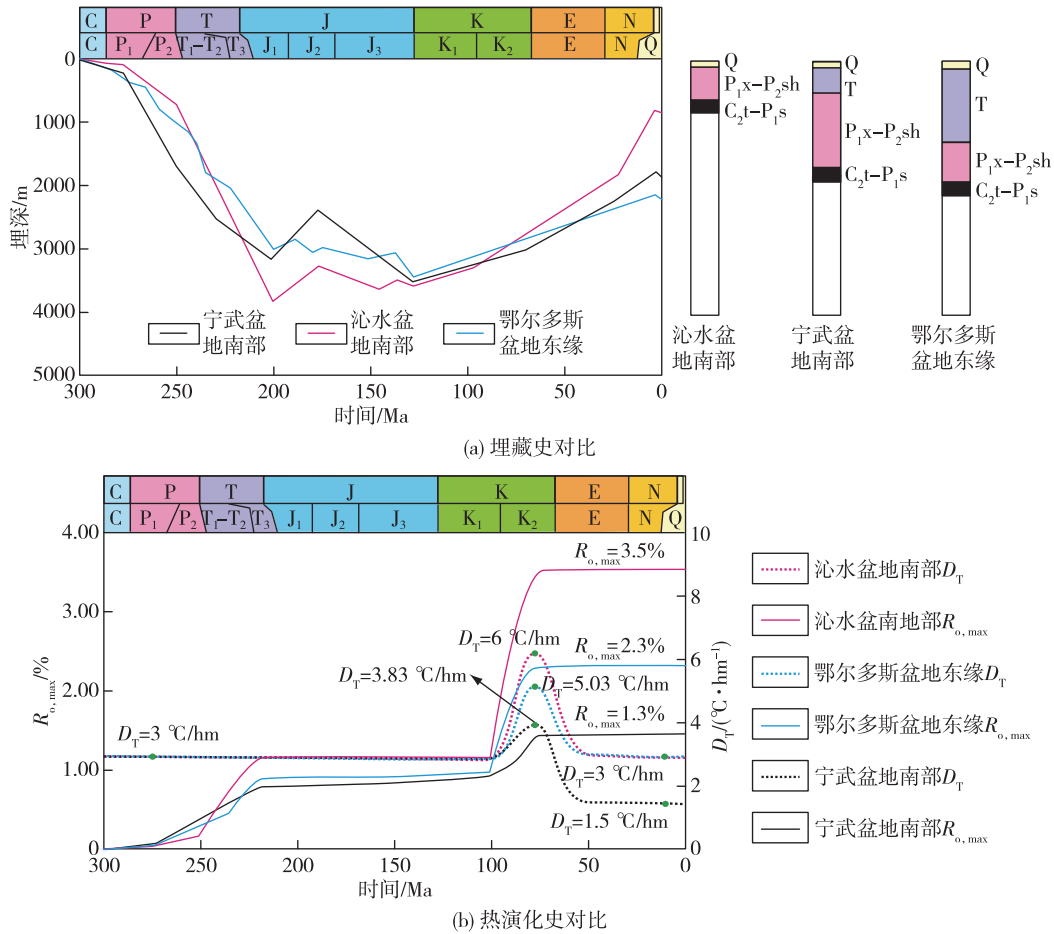 C P T J K E N
C P₁ P₂ T₁-T₂ T₃ J₁ J₂ J₃ K₁ K₂ E N Q
0
1000
2000
3000
4000
5000
埋深/m
宁武盆地南部
沁水盆地南部
鄂尔多斯盆地东缘
300 250 200 150 100 50 0
时间/Ma
Q
P₁x-P₂sh
C₂t-P₁s
沁水盆
地南部
Q
T
P₁x-P₂sh
C₂t-P₁s
宁武盆
地南部
Q
T
P₁x-P₂sh
C₂t-P₁s
鄂尔多斯
盆地东缘
(a) 埋藏史对比
C P T J K E N
C P₁ P₂ T₁-T₂ T₃ J₁ J₂ J₃ K₁ K₂ E N Q
4.00
3.00
2.00
1.00
0
Rₒ,max/%
10
8
6
4
2
0
D_T/(℃·hm⁻¹)
Rₒ,max=3.5%
D_T=6 ℃/hm
Rₒ,max=2.3%
D_T=3.83 ℃/hm
D_T=5.03 ℃/hm
Rₒ,max=1.3%
D_T=3 ℃/hm
D_T=3 ℃/hm
D_T=1.5 ℃/hm
300 250 200 150 100 50 0
时间/Ma
沁水盆地南部D_T
沁水盆南地部Rₒ,max
鄂尔多斯盆地东缘D_T
鄂尔多斯盆地东缘Rₒ,max
宁武盆地南部D_T
宁武盆地南部Rₒ,max
(b) 热演化史对比